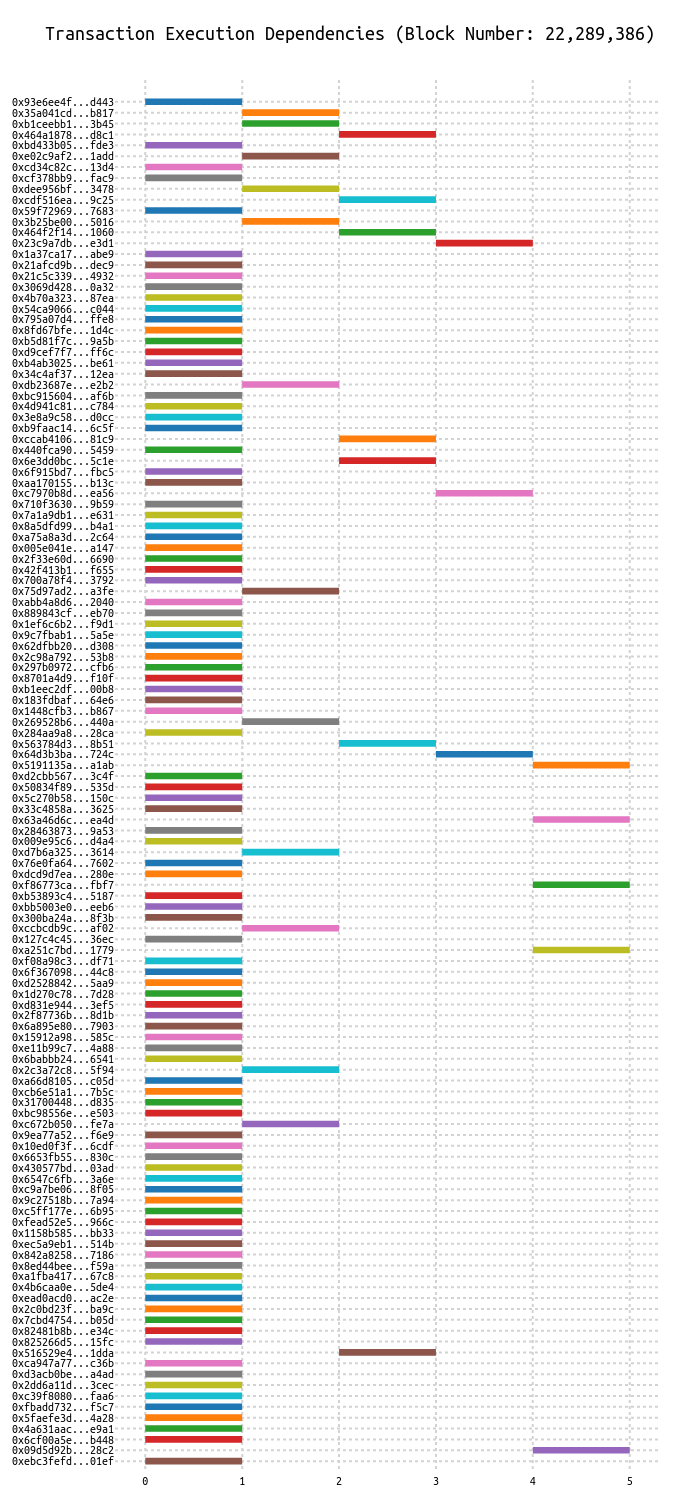 Transaction Execution Dependencies (Block Number: 22,289,386)
0x93e6ee4f...d443
0x35a041cd...b817
0xb1ceebb1...3b45
0x464a1878...d8c1
0xbd433b05...fde3
0xe02c9af2...1add
0xcd34c82c...13d4
0xcf378bb9...fac9
0xdee956bf...3478
0xcdf516ea...9c25
0x59f72969...7683
0x3b25be00...5016
0x464f2f14...1060
0x23c9a7db...e3d1
0x1a37ca17...abe9
0x21afcd9b...dec9
0x21c5c339...4932
0x3069d428...0a32
0x4b70a323...87ea
0x54ca9066...c044
0x795a07d4...ffe8
0x8fd67bfe...1d4c
0xb5d81f7c...9a5b
0xd9cef7f7...ff6c
0xb4ab3025...be61
0x34c4af37...12ea
0xdb23687e...e2b2
0xbc915604...af6b
0x4d941c81...c784
0x3e8a9c58...d0cc
0xb9faac14...6c5f
0xccab4106...81c9
0x440fca90...5459
0x6e3dd0bc...5c1e
0x6f915bd7...fbc5
0xaa170155...b13c
0xc7970b8d...ea56
0x710f3630...9b59
0x7a1a9db1...e631
0x8a5dfd99...b4a1
0xa75a8a3d...2c64
0x005e041e...a147
0x2f33e60d...6690
0x42f413b1...f655
0x700a78f4...3792
0x75d97ad2...a3fe
0xabb4a8d6...2040
0x889843cf...eb70
0x1ef6c6b2...f9d1
0x9c7fbab1...5a5e
0x62dfbb20...d308
0x2c98a792...53b8
0x297b0972...cfb6
0x8701a4d9...f10f
0xb1eec2df...00b8
0x183fdbaf...64e6
0x1448cfb3...b867
0x269528b6...440a
0x284aa9a8...28ca
0x563784d3...8b51
0x64d3b3ba...724c
0x5191135a...a1ab
0xd2cbb567...3c4f
0x50834f89...535d
0x5c270b58...150c
0x33c4858a...3625
0x63a46d6c...ea4d
0x28463873...9a53
0x009e95c6...d4a4
0xd7b6a325...3614
0x76e0fa64...7602
0xdcd9d7ea...280e
0xf86773ca...fbf7
0xb53893c4...5187
0xbb5003e0...eeb6
0x300ba24a...8f3b
0xccbcdb9c...af02
0x127c4c45...36ec
0xa251c7bd...1779
0xf08a98c3...df71
0x6f367098...44c8
0xd2528842...5aa9
0x1d270c78...7d28
0xd831e944...3ef5
0x2f87736b...8d1b
0x6a895e80...7903
0x15912a98...585c
0xe11b99c7...4a88
0x6babbb24...6541
0x2c3a72c8...5f94
0xa66d8105...c05d
0xcb6e51a1...7b5c
0x31700448...d835
0xbc98556e...e503
0xc672b050...fe7a
0x9ea77a52...f6e9
0x10ed0f3f...6cdf
0x6653fb55...830c
0x430577bd...03ad
0x6547c6fb...3a6e
0xc9a7be06...8f05
0x9c27518b...7a94
0xc5ff177e...6b95
0xfead52e5...966c
0x1158b585...bb33
0xec5a9eb1...514b
0x842a8258...7186
0x8ed44bee...f59a
0xa1fba417...67c8
0x4b6caa0e...5de4
0xead0acd0...ac2e
0x2c0bd23f...ba9c
0x7cbd4754...b05d
0x82481b8b...e34c
0x825266d5...15fc
0x516529e4...1dda
0xca947a77...c36b
0xd3acb0be...a4ad
0x2dd6a11d...3cec
0xc39f8080...faa6
0xfbadd732...f5c7
0x5faefe3d...4a28
0x4a631aac...e9a1
0x6cf00a5e...b448
0x09d5d92b...28c2
0xebc3fefd...01ef
0 1 2 3 4 5